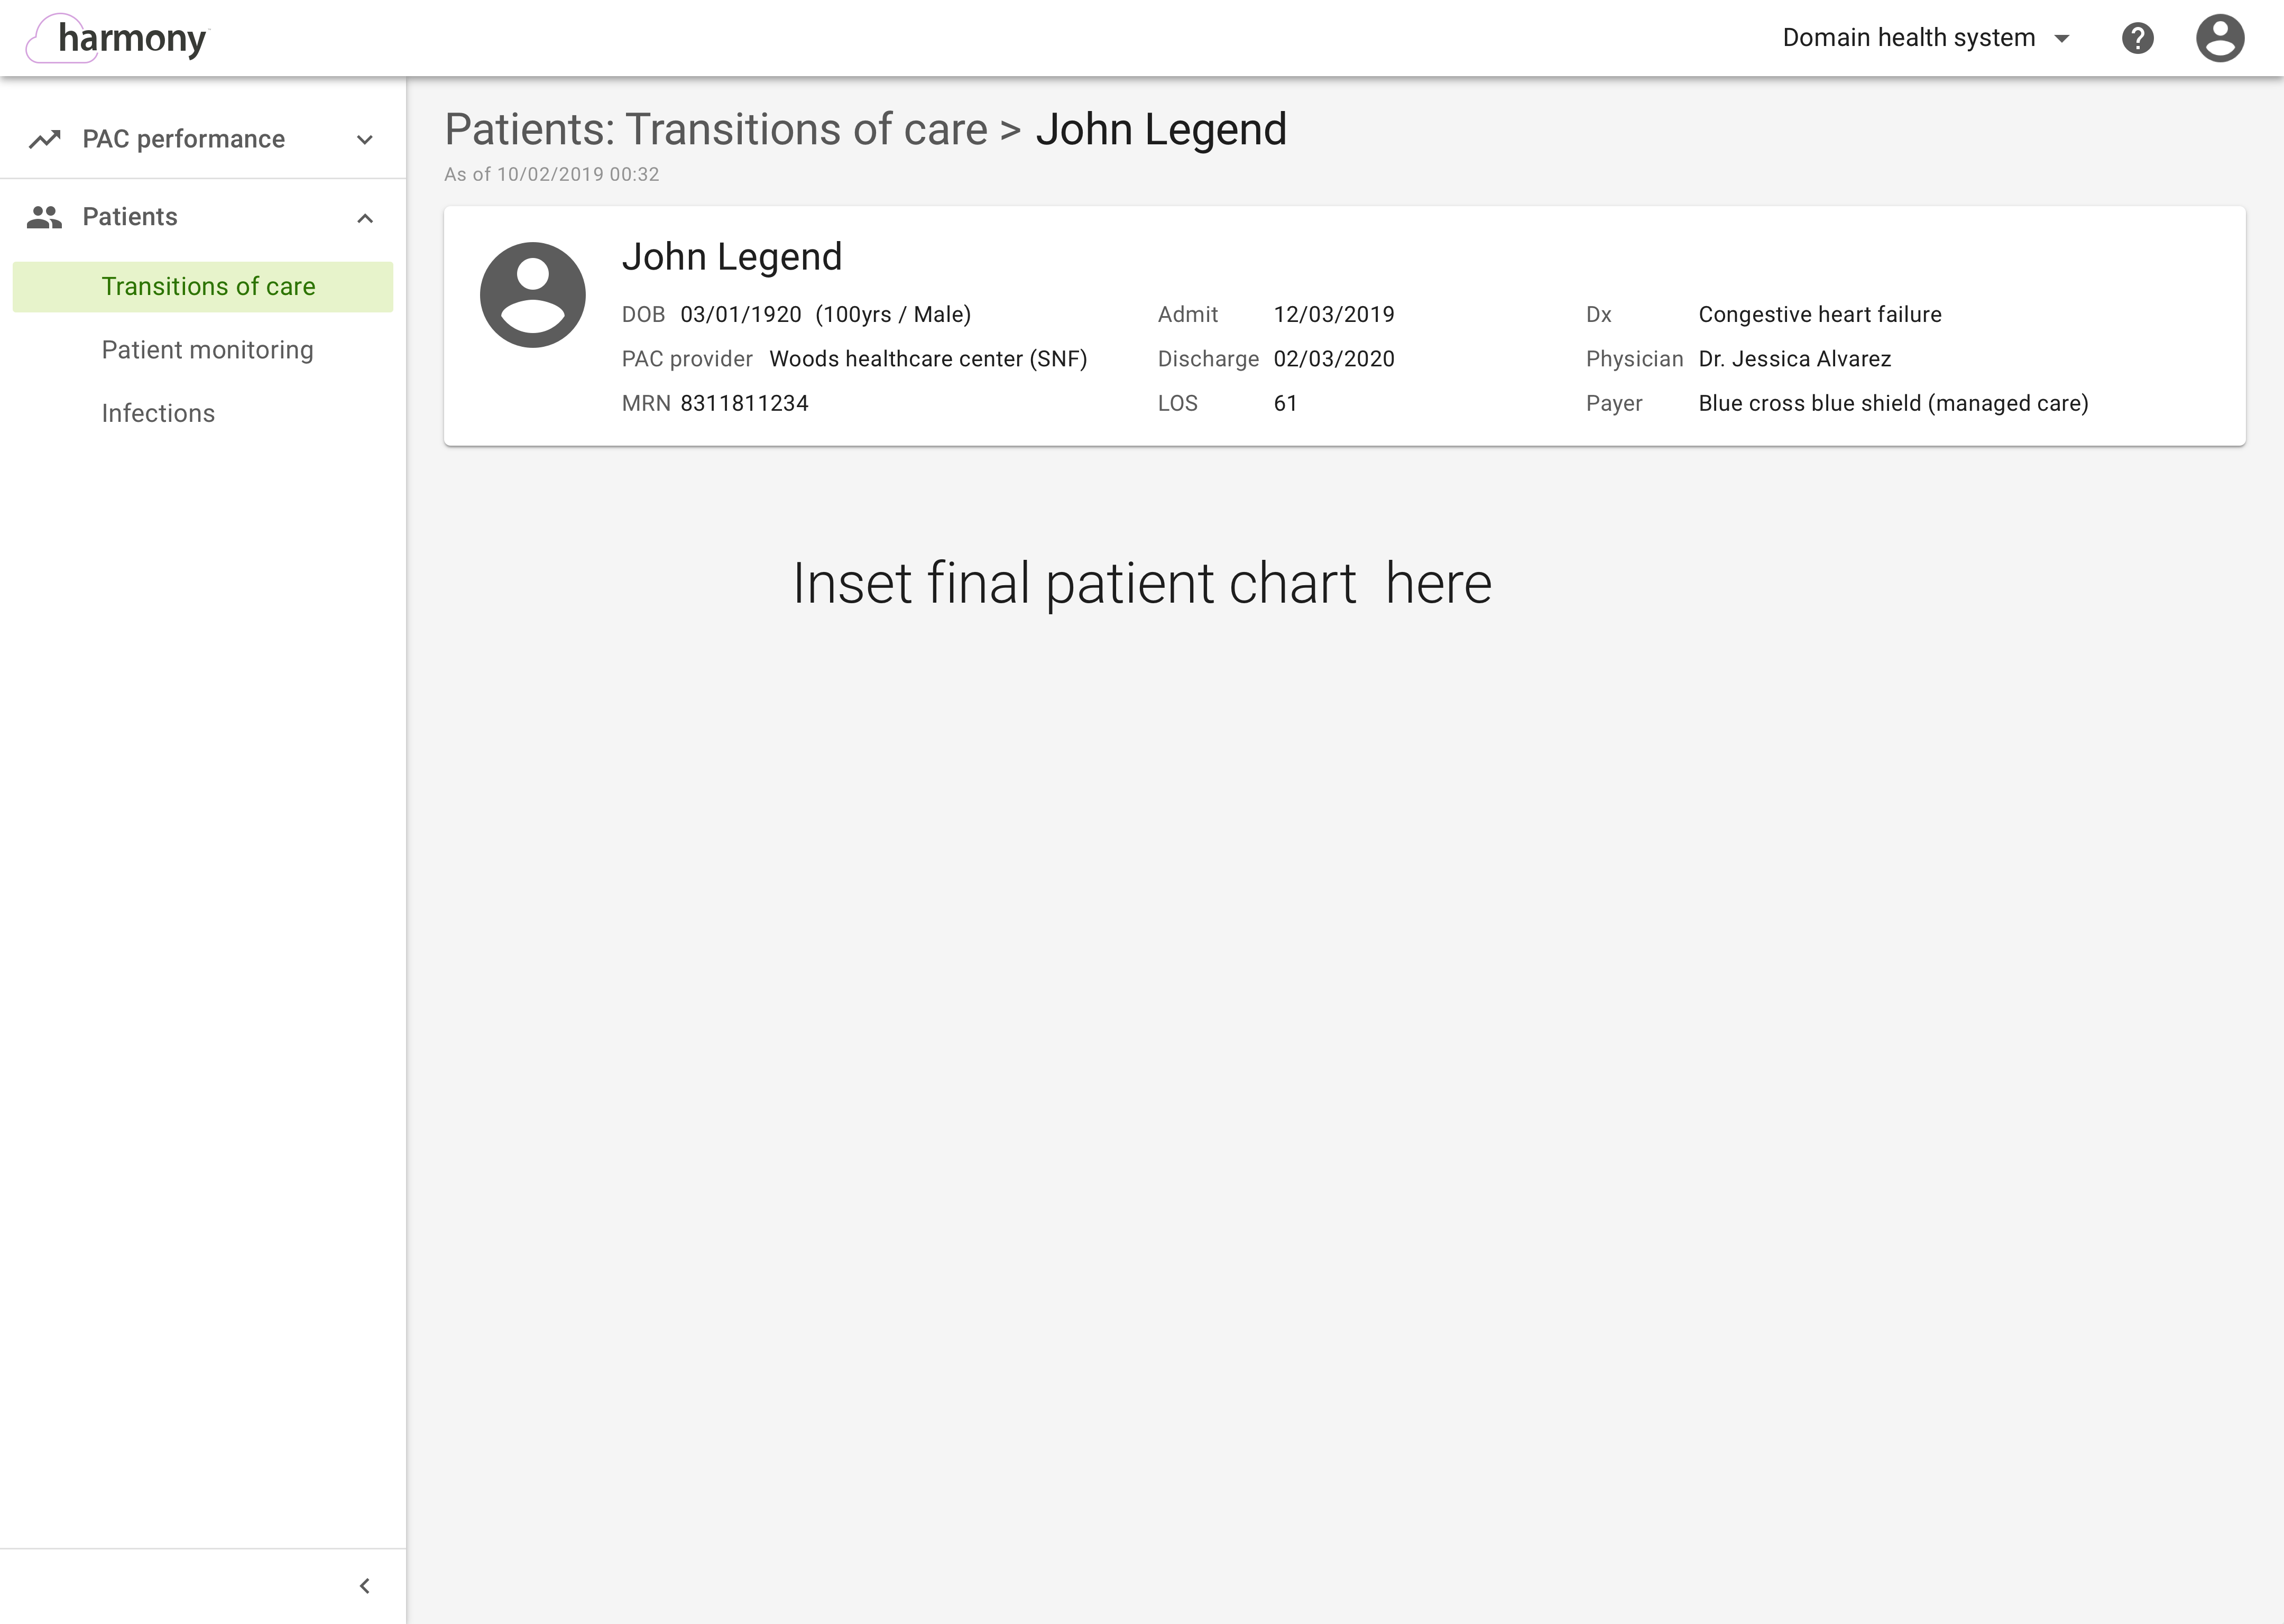 harmony
Domain health system
PAC performance
Patients
Transitions of care
Patient monitoring
Infections
Patients: Transitions of care > John Legend
As of 10/02/2019 00:32
John Legend
DOB 03/01/1920 (100yrs / Male)
PAC provider Woods healthcare center (SNF)
MRN 8311811234
Admit 12/03/2019
Discharge 02/03/2020
LOS 61
Dx Congestive heart failure
Physician Dr. Jessica Alvarez
Payer Blue cross blue shield (managed care)
Inset final patient chart here